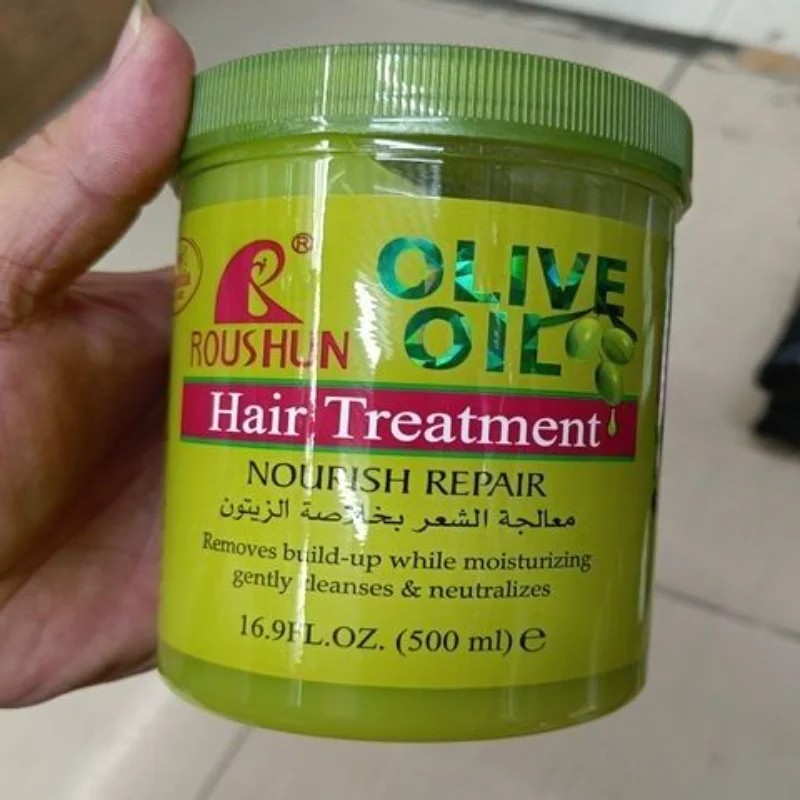 OLIVE
OIL
®
ROUSHUN
Hair Treatment
NOURISH REPAIR
معالجة الشعر بخلاصة الزيتون
Removes build-up while moisturizing
gently cleanses & neutralizes
16.9FL.OZ. (500 ml) ℮